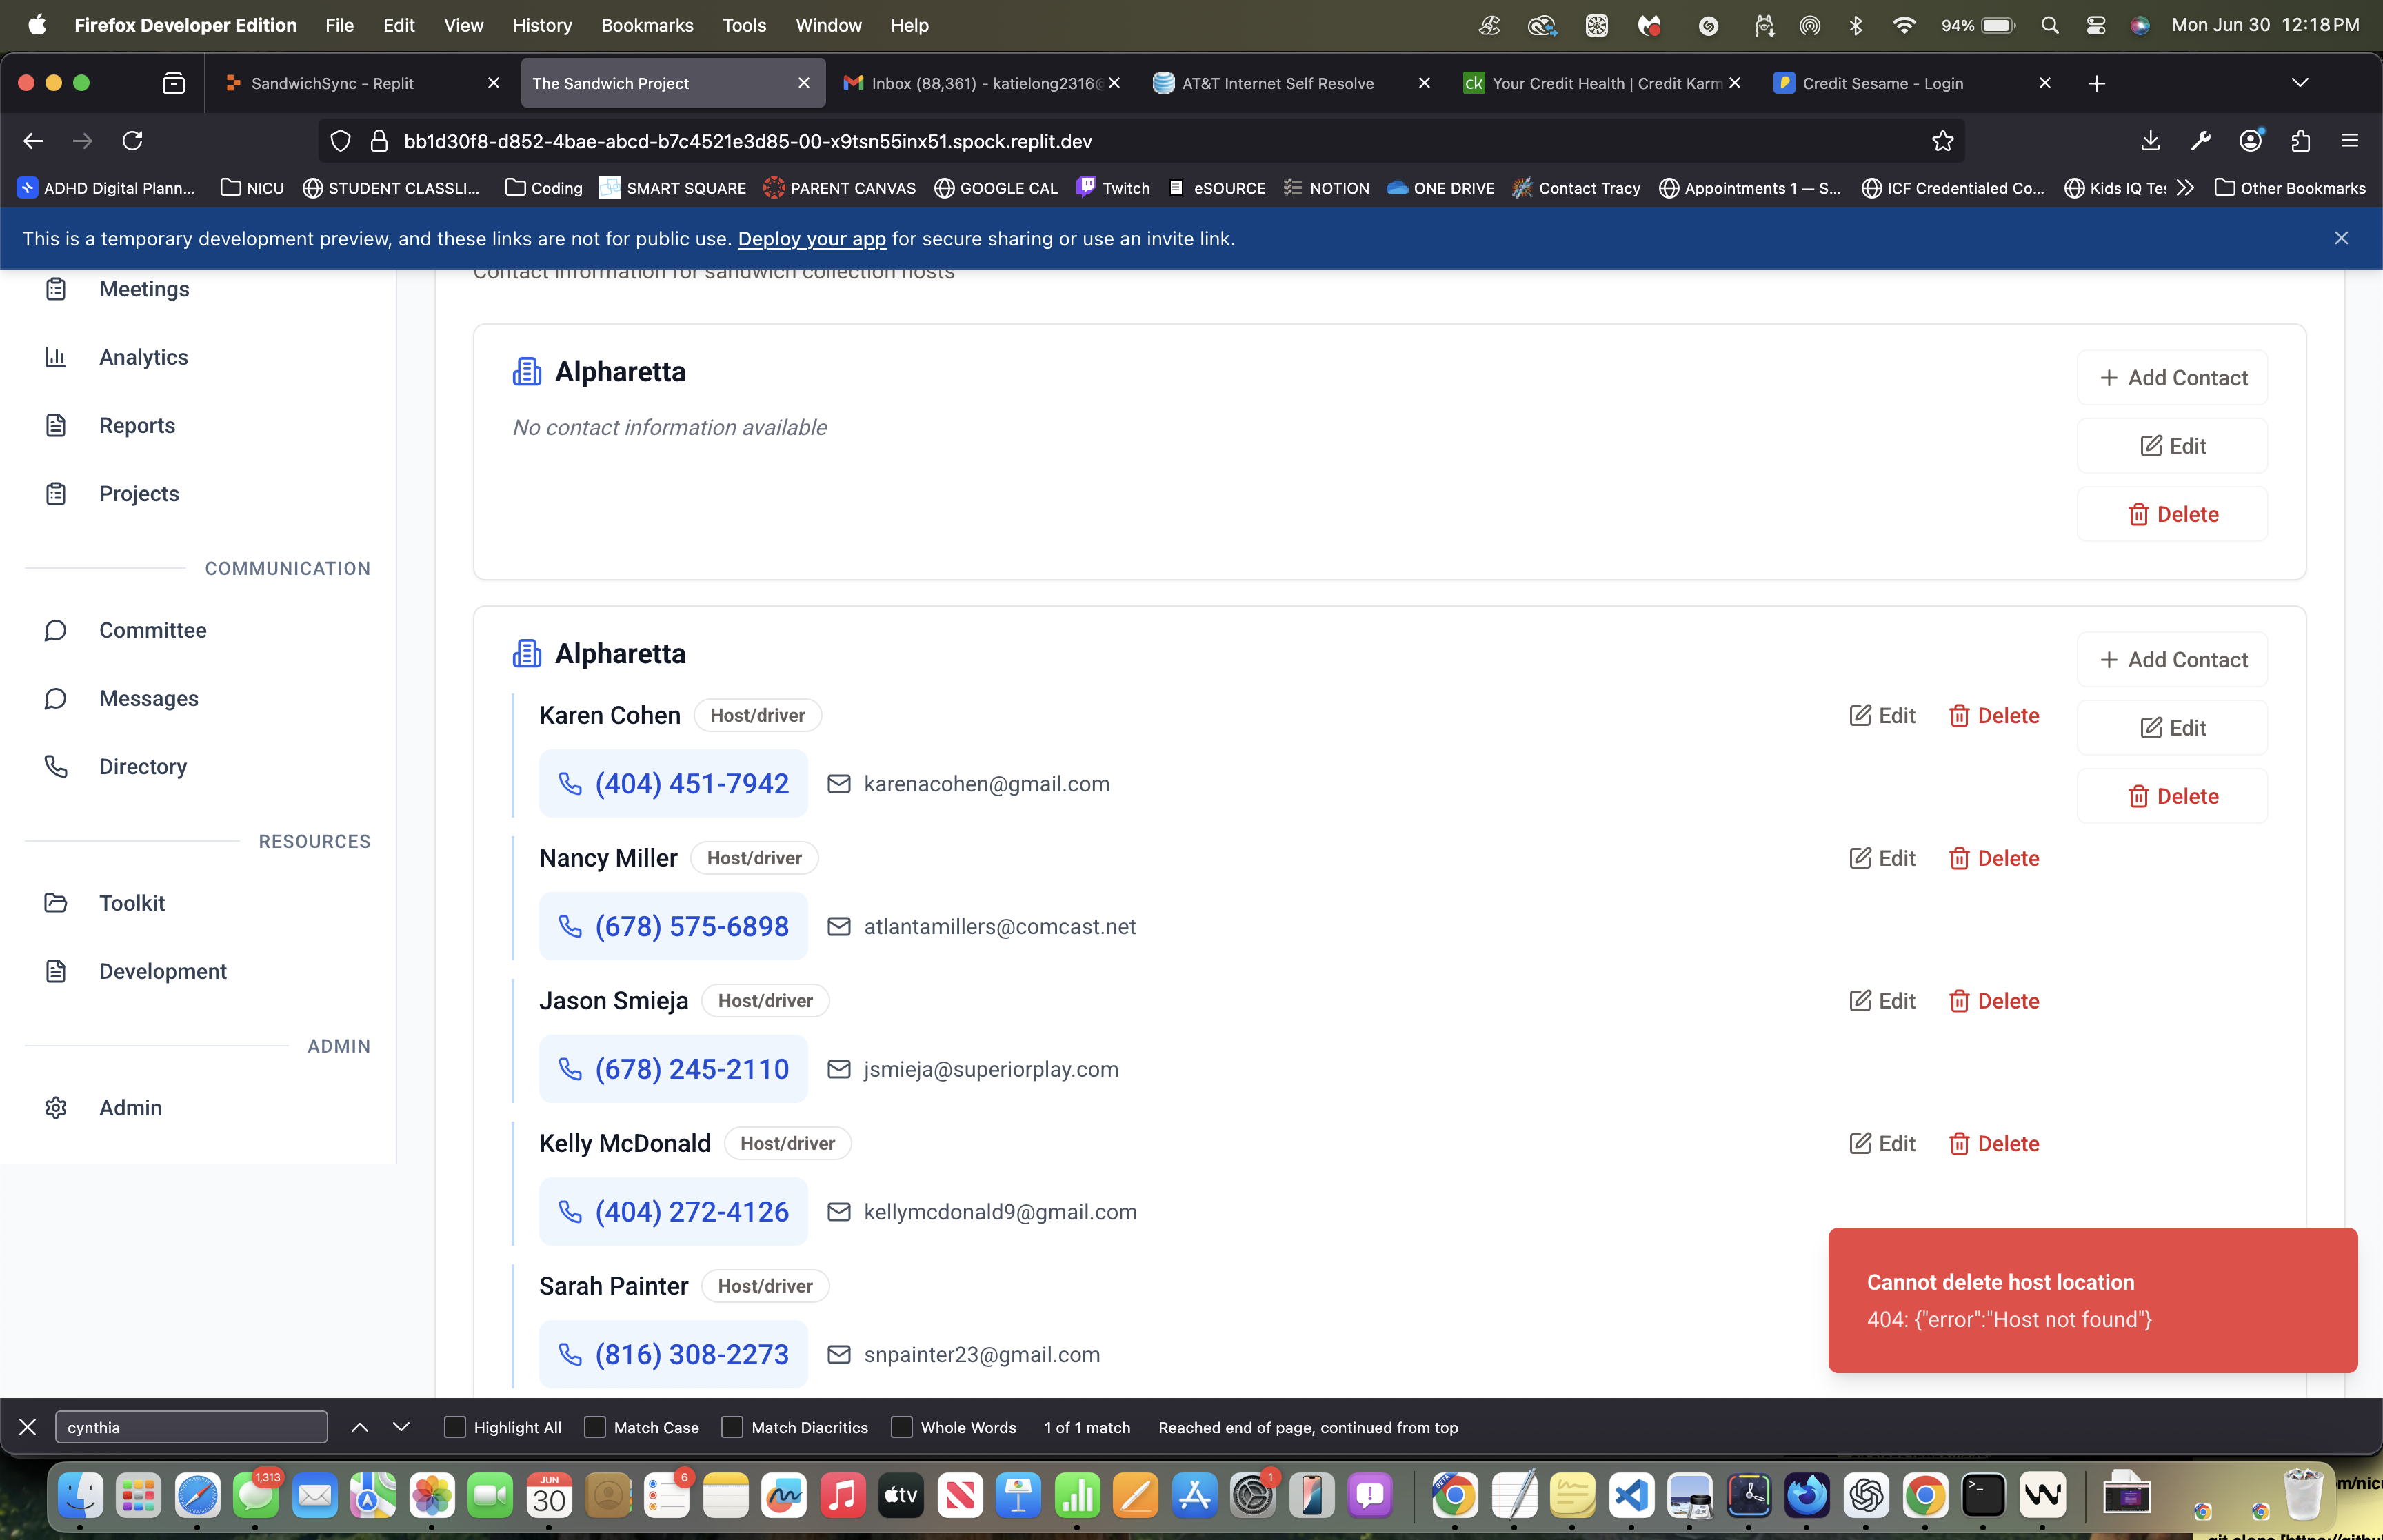 Firefox Developer Edition File Edit View History Bookmarks Tools Window Help 94% Mon Jun 30 12:18 PM
SandwichSync - Replit The Sandwich Project Inbox (88,361) - katielong2316@ AT&T Internet Self Resolve ck Your Credit Health | Credit Karm Credit Sesame - Login
bb1d30f8-d852-4bae-abcd-b7c4521e3d85-00-x9tsn55inx51.spock.replit.dev
ADHD Digital Plann... NICU STUDENT CLASSLI... Coding SMART SQUARE PARENT CANVAS GOOGLE CAL Twitch eSOURCE NOTION ONE DRIVE Contact Tracy Appointments 1 — S... ICF Credentialed Co... Kids IQ Tes Other Bookmarks
This is a temporary development preview, and these links are not for public use. Deploy your app for secure sharing or use an invite link.
Contact information for sandwich collection hosts
Meetings
Analytics
Reports
Projects
COMMUNICATION
Committee
Messages
Directory
RESOURCES
Toolkit
Development
ADMIN
Admin
Alpharetta
No contact information available
Add Contact
Edit
Delete
Alpharetta
Add Contact
Edit
Delete
Karen Cohen Host/driver Edit Delete
(404) 451-7942 karenacohen@gmail.com
Nancy Miller Host/driver Edit Delete
(678) 575-6898 atlantamillers@comcast.net
Jason Smieja Host/driver Edit Delete
(678) 245-2110 jsmieja@superiorplay.com
Kelly McDonald Host/driver Edit Delete
(404) 272-4126 kellymcdonald9@gmail.com
Sarah Painter Host/driver
(816) 308-2273 snpainter23@gmail.com
Cannot delete host location
404: {"error":"Host not found"}
cynthia Highlight All Match Case Match Diacritics Whole Words 1 of 1 match Reached end of page, continued from top
1,313 JUN 30 6 tv 1 BETA
m/nicu